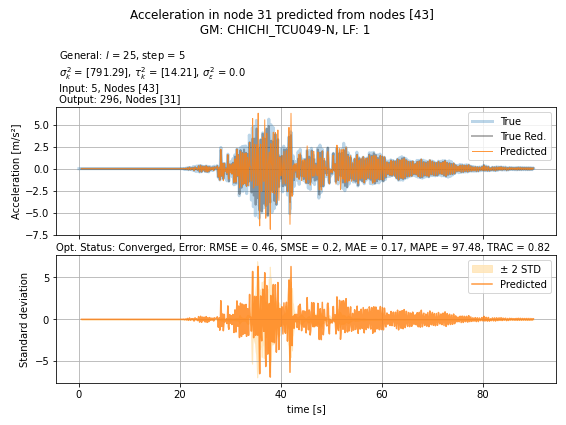 Acceleration in node 31 predicted from nodes [43]
GM: CHICHI_TCU049-N, LF: 1
General: l = 25, step = 5
σ²ₖ = [791.29], τ²ₖ = [14.21], σ²ε = 0.0
Input: 5, Nodes [43]
Output: 296, Nodes [31]
Acceleration [m/s²]
5.0
2.5
0.0
−2.5
−5.0
−7.5
True
True Red.
Predicted
Opt. Status: Converged, Error: RMSE = 0.46, SMSE = 0.2, MAE = 0.17, MAPE = 97.48, TRAC = 0.82
Standard deviation
5
0
−5
± 2 STD
Predicted
0 20 40 60 80
time [s]